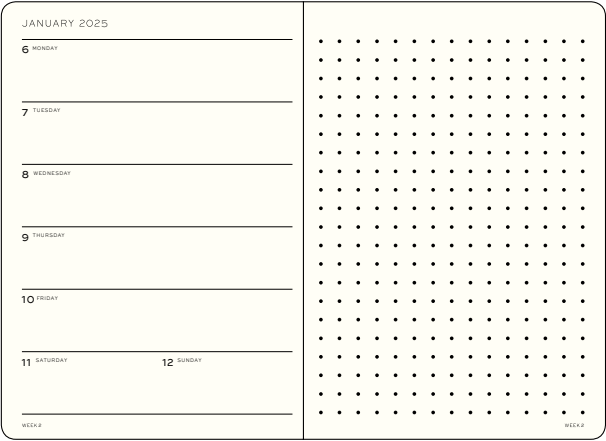 JANUARY 2025
6 MONDAY
7 TUESDAY
8 WEDNESDAY
9 THURSDAY
10 FRIDAY
11 SATURDAY 12 SUNDAY
WEEK 2 WEEK 2